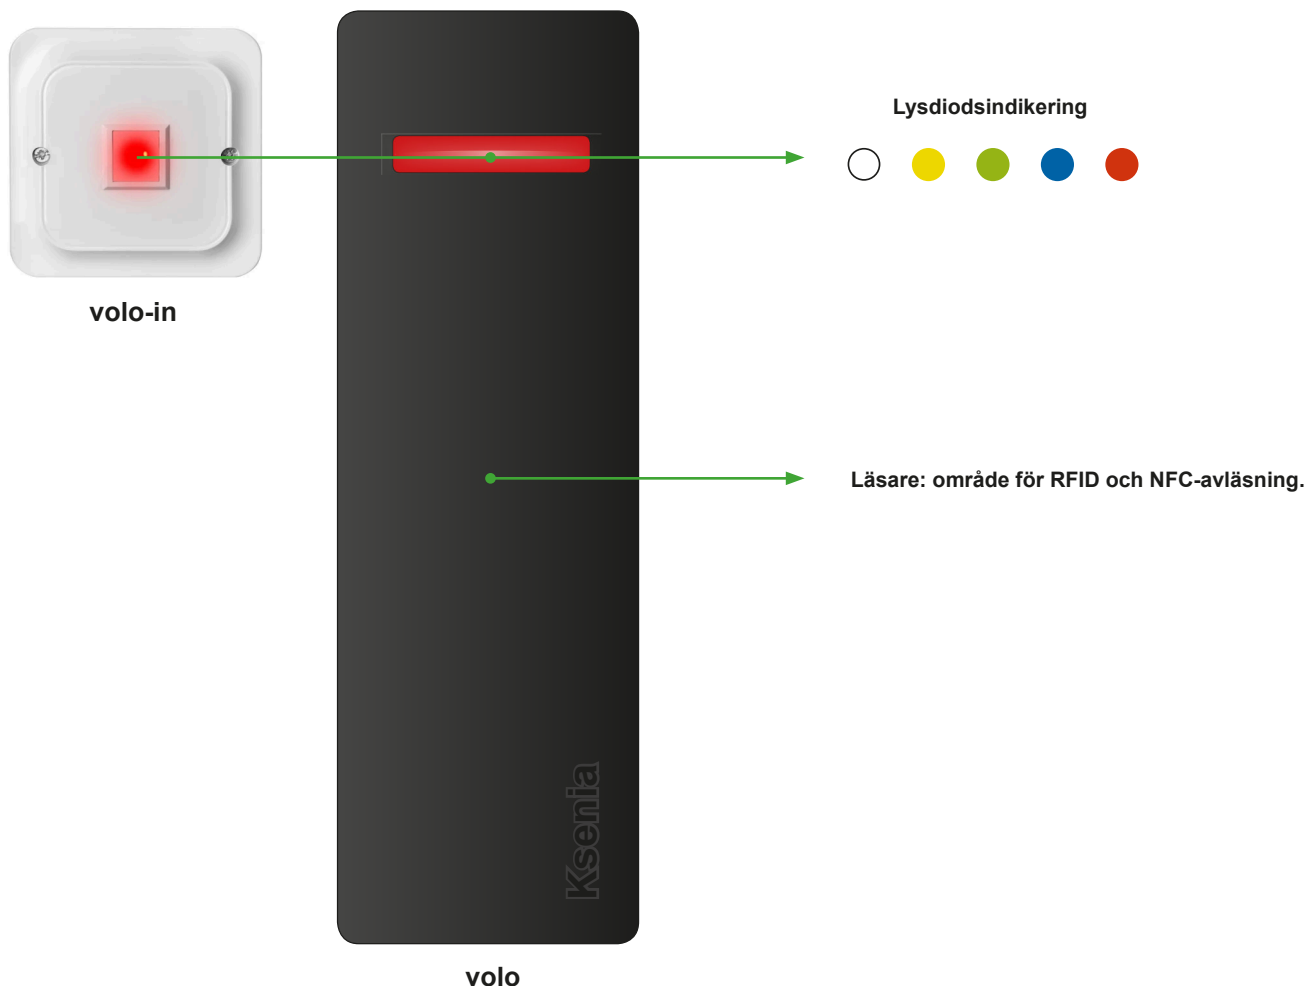 Lysdiodsindikering
volo-in
Läsare: område för RFID och NFC-avläsning.
Ksenia
volo